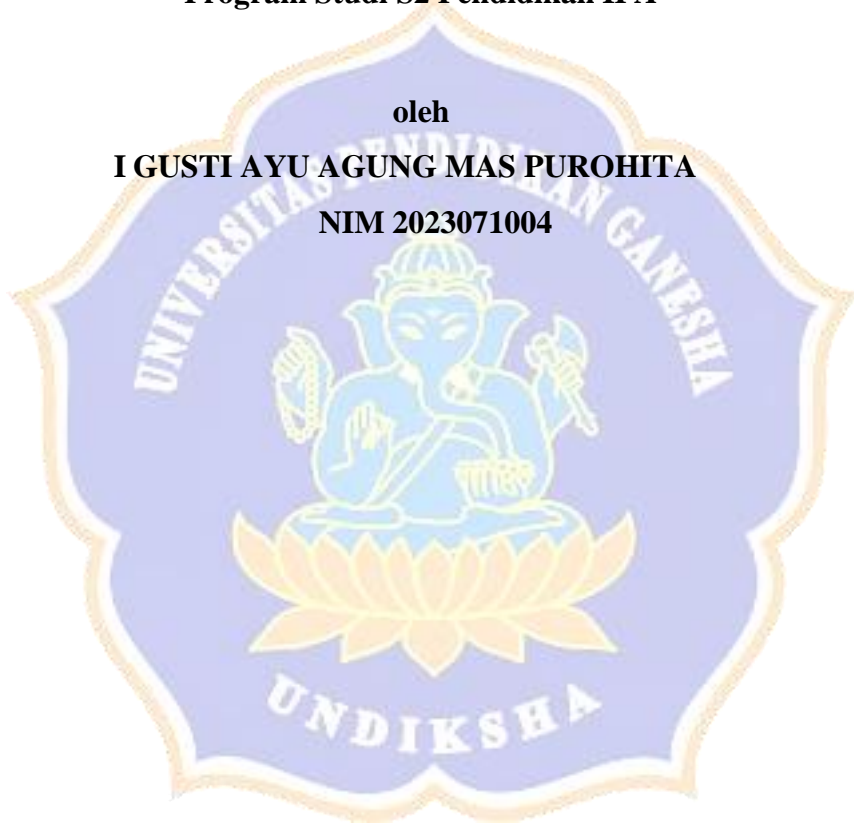 Program Studi S2 Pendidikan IPA
oleh
I GUSTI AYU AGUNG MAS PUROHITA
NIM 2023071004
UNIVERSITAS PENDIDIKAN GANESHA
UNDIKSHA